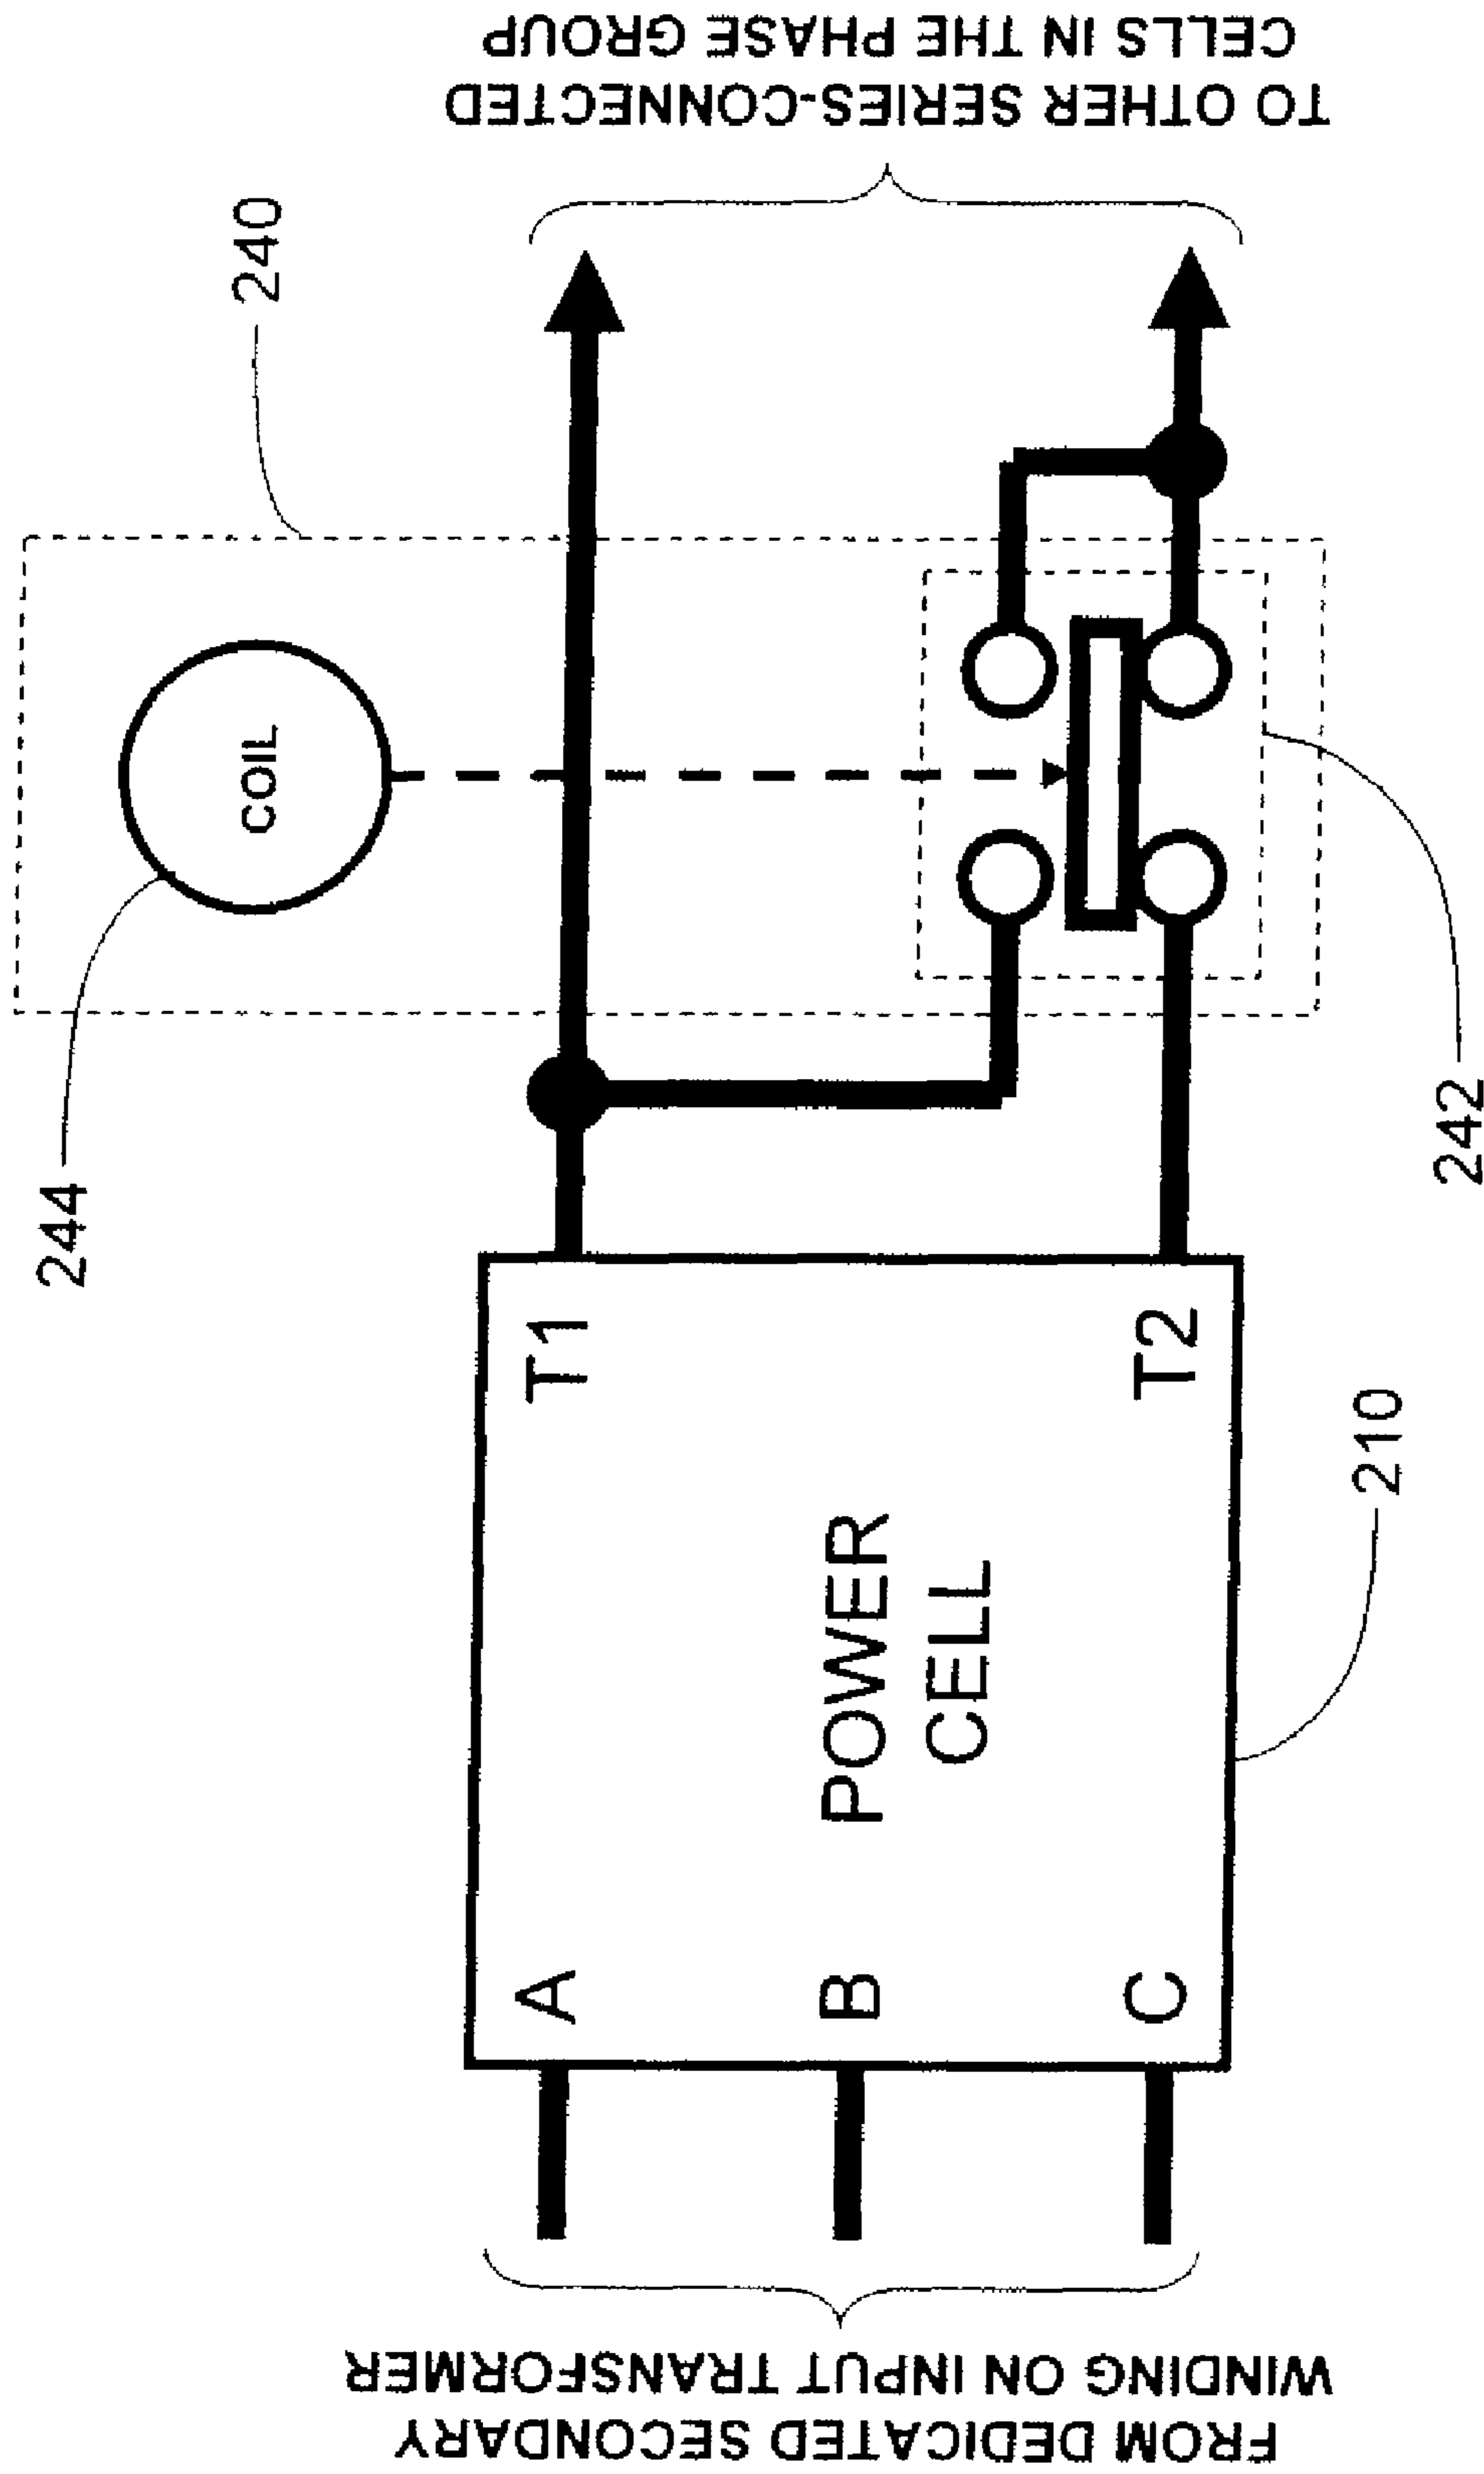 FROM DEDICATED SECONDARY
WINDING ON INPUT TRANSFORMER
A
B
C
POWER
CELL
T1
T2
210
244
COIL
240
242
TO OTHER SERIES-CONNECTED
CELLS IN THE PHASE GROUP